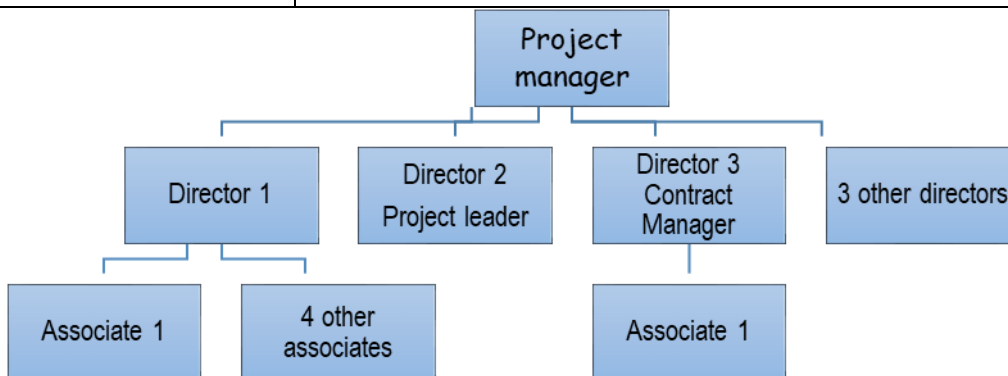 Project
manager
Director 1
Director 2
Project leader
Director 3
Contract
Manager
3 other directors
Associate 1
4 other
associates
Associate 1